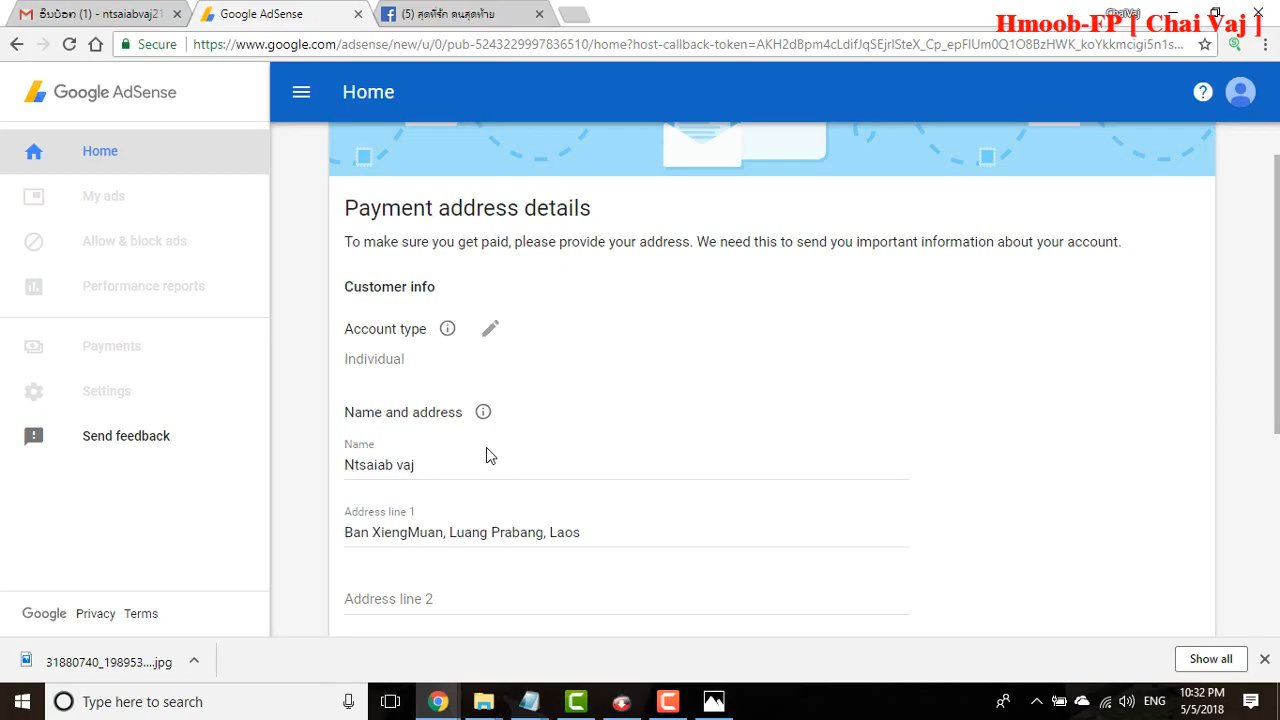 อินบ๊อก (1) - ntsaiabvaj21
Google AdSense
(5) สุดที่รัก คนสุดท้าย
ChaiVaj
Hmoob-FP [ Chai Vaj ]
Secure
https://www.google.com/adsense/new/u/0/pub-5243229997836510/home?host-callback-token=AKH2dBpm4cLdifJqSEjrlSteX_Cp_epFlUm0Q1O8BzHWK_koYkkmcigi5n1s...
Google AdSense
Home
Home
My ads
Allow & block ads
Performance reports
Payments
Settings
Send feedback
Google Privacy Terms
Payment address details
To make sure you get paid, please provide your address. We need this to send you important information about your account.
Customer info
Account type
Individual
Name and address
Name
Ntsaiab vaj
Address line 1
Ban XiengMuan, Luang Prabang, Laos
Address line 2
31880740_198953....jpg
Show all
Type here to search
ENG
10:32 PM
5/5/2018